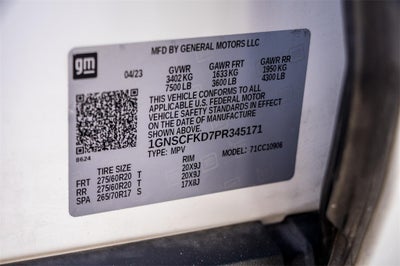 gm
MFD BY GENERAL MOTORS LLC
04/23 GVWR GAWR FRT GAWR RR
3402 KG 1633 KG 1950 KG
7500 LB 3600 LB 4300 LB
THIS VEHICLE CONFORMS TO ALL
APPLICABLE U.S. FEDERAL MOTOR
VEHICLE SAFETY STANDARDS IN EFFECT
ON THE DATE OF MANUFACTURE
SHOWN ABOVE.
1GNSCFKD7PR345171
8624 TYPE: MPV MODEL: 71CC10906
TIRE SIZE RIM
FRT 275/60R20 T 20X9J
RR 275/60R20 T 20X9J
SPA 265/70R17 S 17X8J